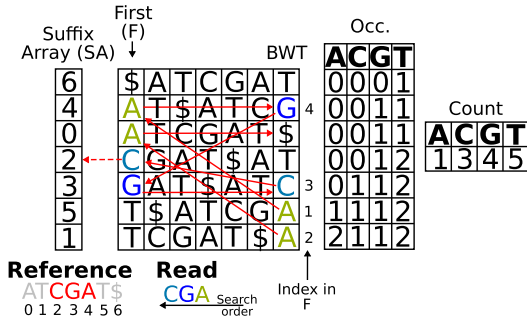 First
(F)
Suffix
Array (SA)
BWT
Occ.
A C G T
6 $ A T C G A T 0 0 0 1
4 A T $ A T C G 4 0 0 1 1
0 A T C G A T $ 0 0 1 1
2 C G A T $ A T 0 0 1 2
3 G A T $ A T C 3 0 1 1 2
5 T $ A T C G A 1 1 1 1 2
1 T C G A T $ A 2 2 1 1 2
Count
A C G T
1 3 4 5
Reference
ATCGAT$
0 1 2 3 4 5 6
Read
CGA
Search
order
Index in
F